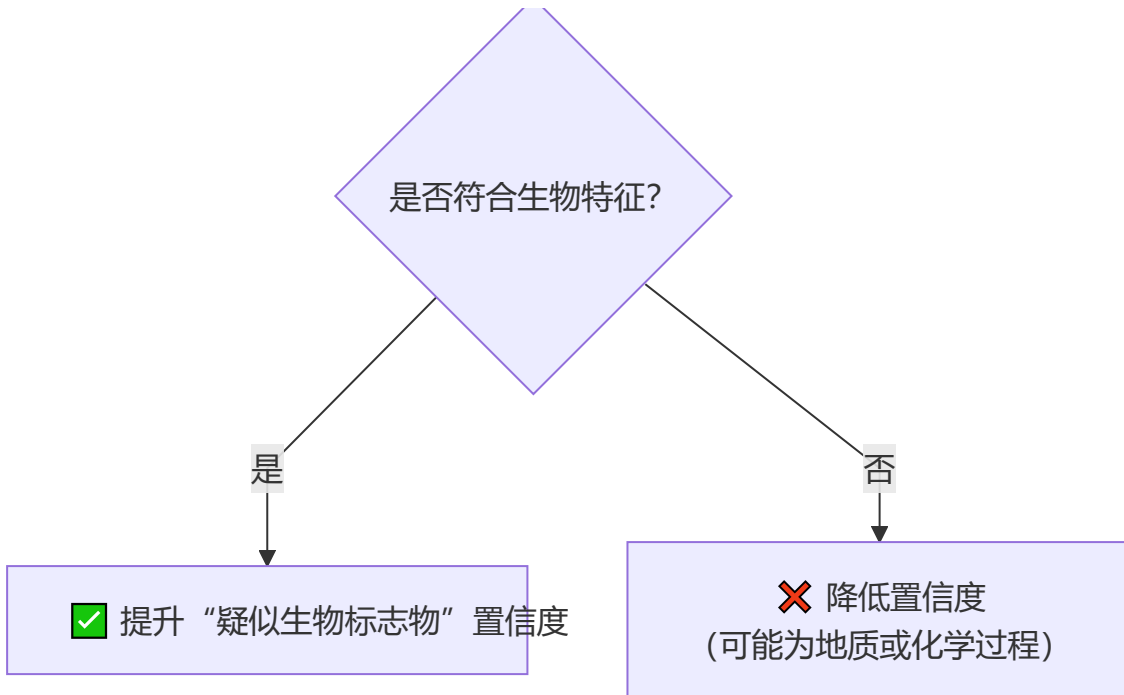 是否符合生物特征？
是
否
✅ 提升“疑似生物标志物”置信度
❌ 降低置信度
（可能为地质或化学过程）